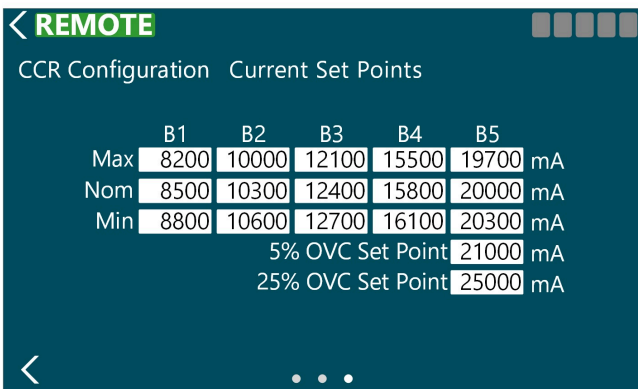 REMOTE
CCR Configuration Current Set Points
B1 B2 B3 B4 B5
Max 8200 10000 12100 15500 19700 mA
Nom 8500 10300 12400 15800 20000 mA
Min 8800 10600 12700 16100 20300 mA
5% OVC Set Point 21000 mA
25% OVC Set Point 25000 mA